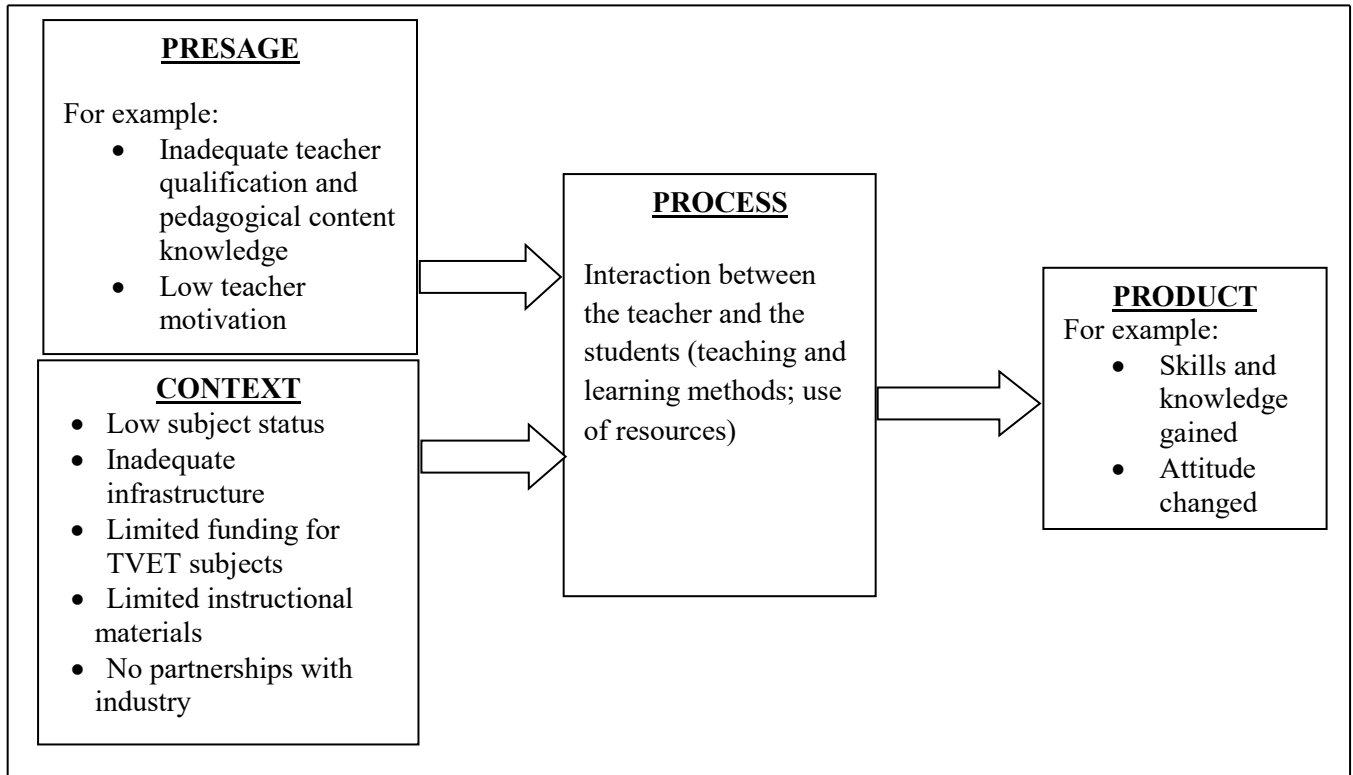 PRESAGE
For example:
• Inadequate teacher
qualification and
pedagogical content
knowledge
• Low teacher
motivation
CONTEXT
• Low subject status
• Inadequate
infrastructure
• Limited funding for
TVET subjects
• Limited instructional
materials
• No partnerships with
industry
PROCESS
Interaction between
the teacher and the
students (teaching and
learning methods; use
of resources)
PRODUCT
For example:
• Skills and
knowledge
gained
• Attitude
changed